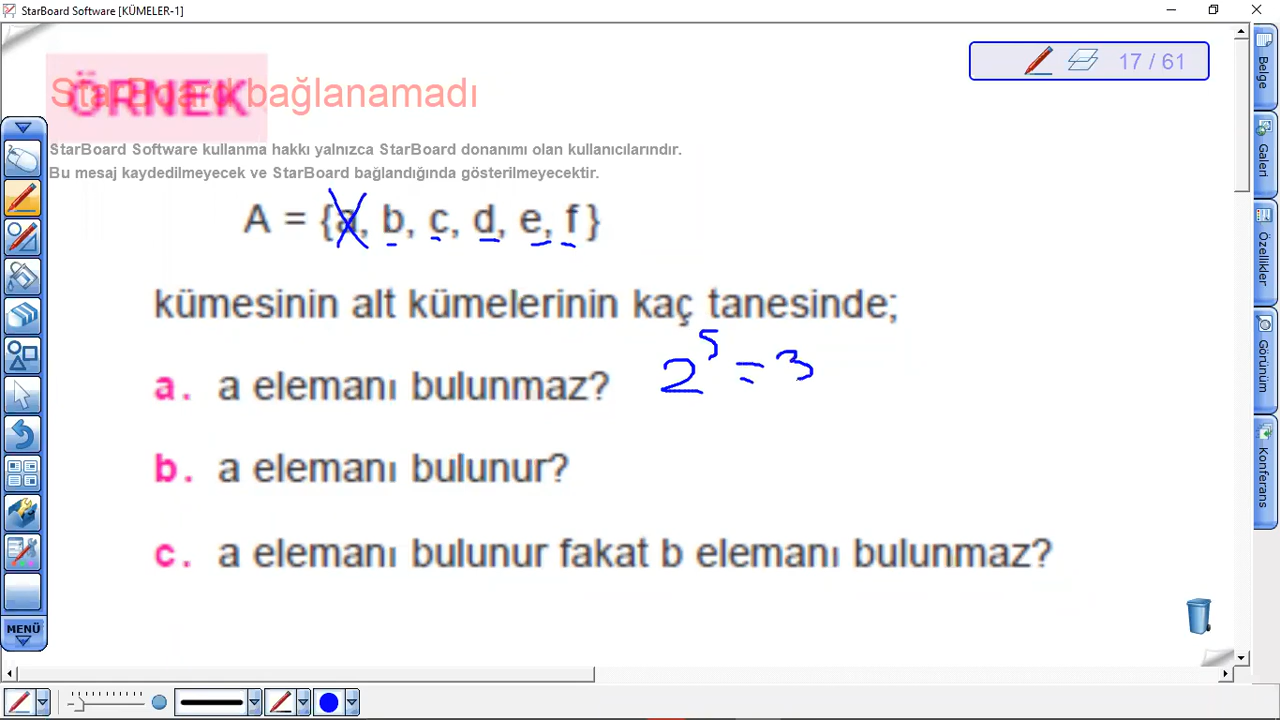 StarBoard Software [KÜMELER-1]
17 / 61
ÖRNEK
StarBoard bağlanamadı
StarBoard Software kullanma hakkı yalnızca StarBoard donanımı olan kullanıcılarındır.
Bu mesaj kaydedilmeyecek ve StarBoard bağlandığında gösterilmeyecektir.
A = {a, b, c, d, e, f}
kümesinin alt kümelerinin kaç tanesinde;
a. a elemanı bulunmaz? 2⁵ = 3
b. a elemanı bulunur?
c. a elemanı bulunur fakat b elemanı bulunmaz?
MENÜ
Belge
Galeri
Özellikler
Görünüm
Konferans